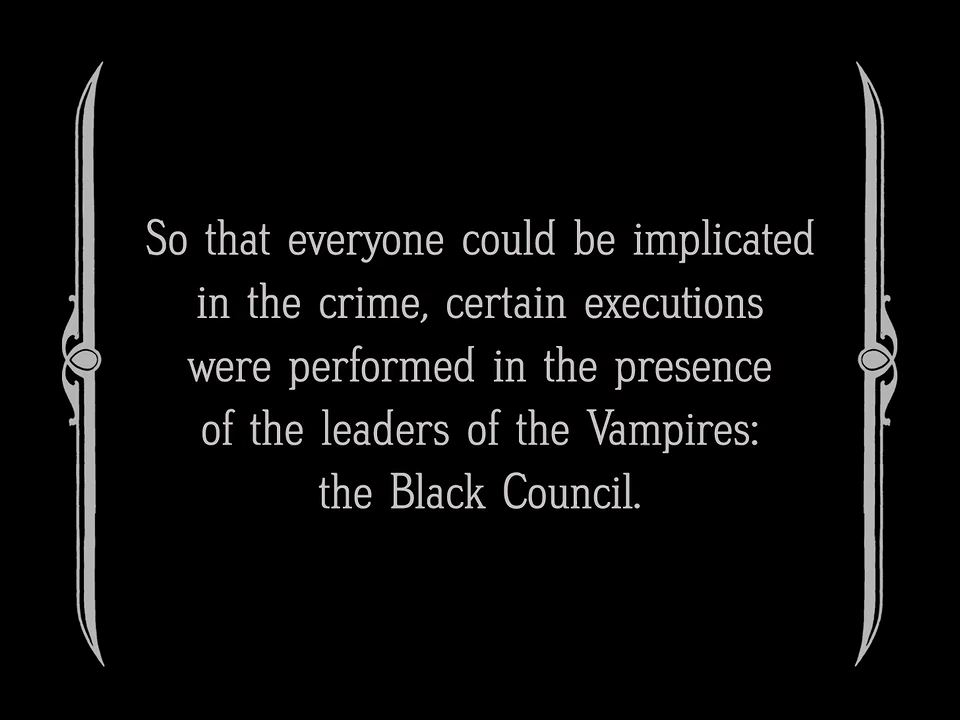 So that everyone could be implicated
in the crime, certain executions
were performed in the presence
of the leaders of the Vampires:
the Black Council.